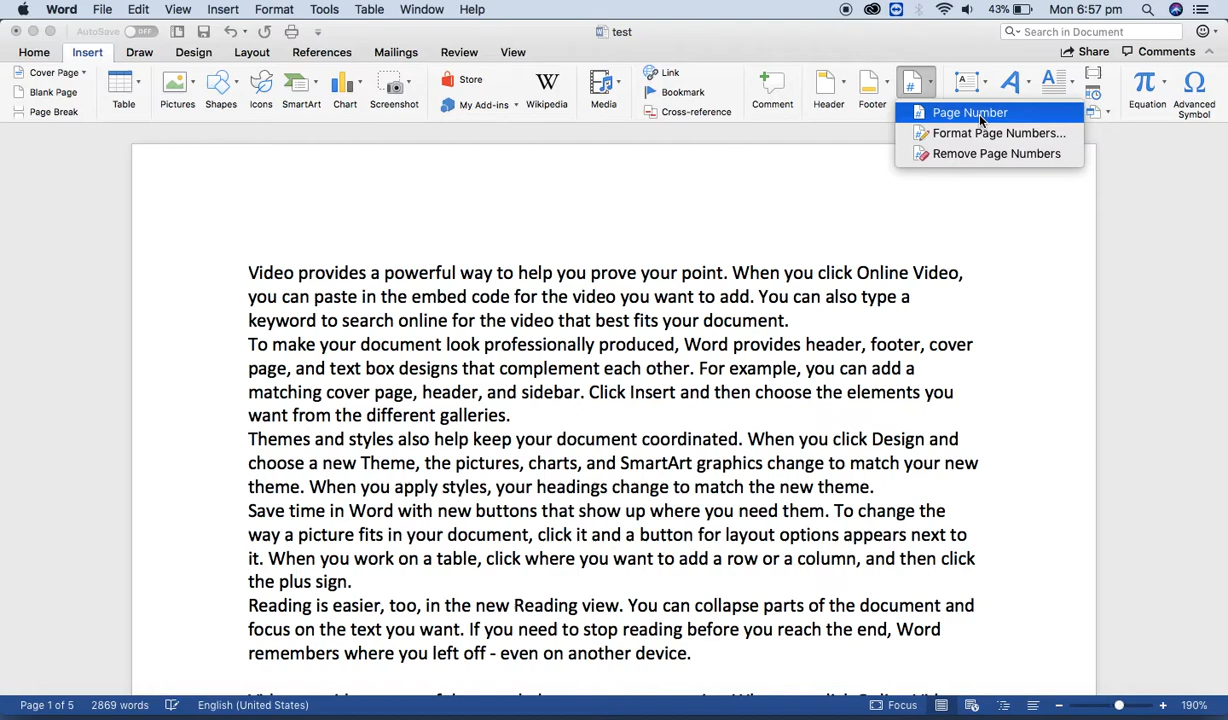 Word File Edit View Insert Format Tools Table Window Help 43% Mon 6:57 pm
AutoSave OFF test Search in Document
Home Insert Draw Design Layout References Mailings Review View Share Comments
Cover Page
Blank Page
Page Break
Table Pictures Shapes Icons SmartArt Chart Screenshot
Store
My Add-ins
Wikipedia Media
Link
Bookmark
Cross-reference
Comment Header Footer Equation Advanced Symbol
Page Number
Format Page Numbers...
Remove Page Numbers
Video provides a powerful way to help you prove your point. When you click Online Video,
you can paste in the embed code for the video you want to add. You can also type a
keyword to search online for the video that best fits your document.
To make your document look professionally produced, Word provides header, footer, cover
page, and text box designs that complement each other. For example, you can add a
matching cover page, header, and sidebar. Click Insert and then choose the elements you
want from the different galleries.
Themes and styles also help keep your document coordinated. When you click Design and
choose a new Theme, the pictures, charts, and SmartArt graphics change to match your new
theme. When you apply styles, your headings change to match the new theme.
Save time in Word with new buttons that show up where you need them. To change the
way a picture fits in your document, click it and a button for layout options appears next to
it. When you work on a table, click where you want to add a row or a column, and then click
the plus sign.
Reading is easier, too, in the new Reading view. You can collapse parts of the document and
focus on the text you want. If you need to stop reading before you reach the end, Word
remembers where you left off - even on another device.
Page 1 of 5 2869 words English (United States) Focus 190%